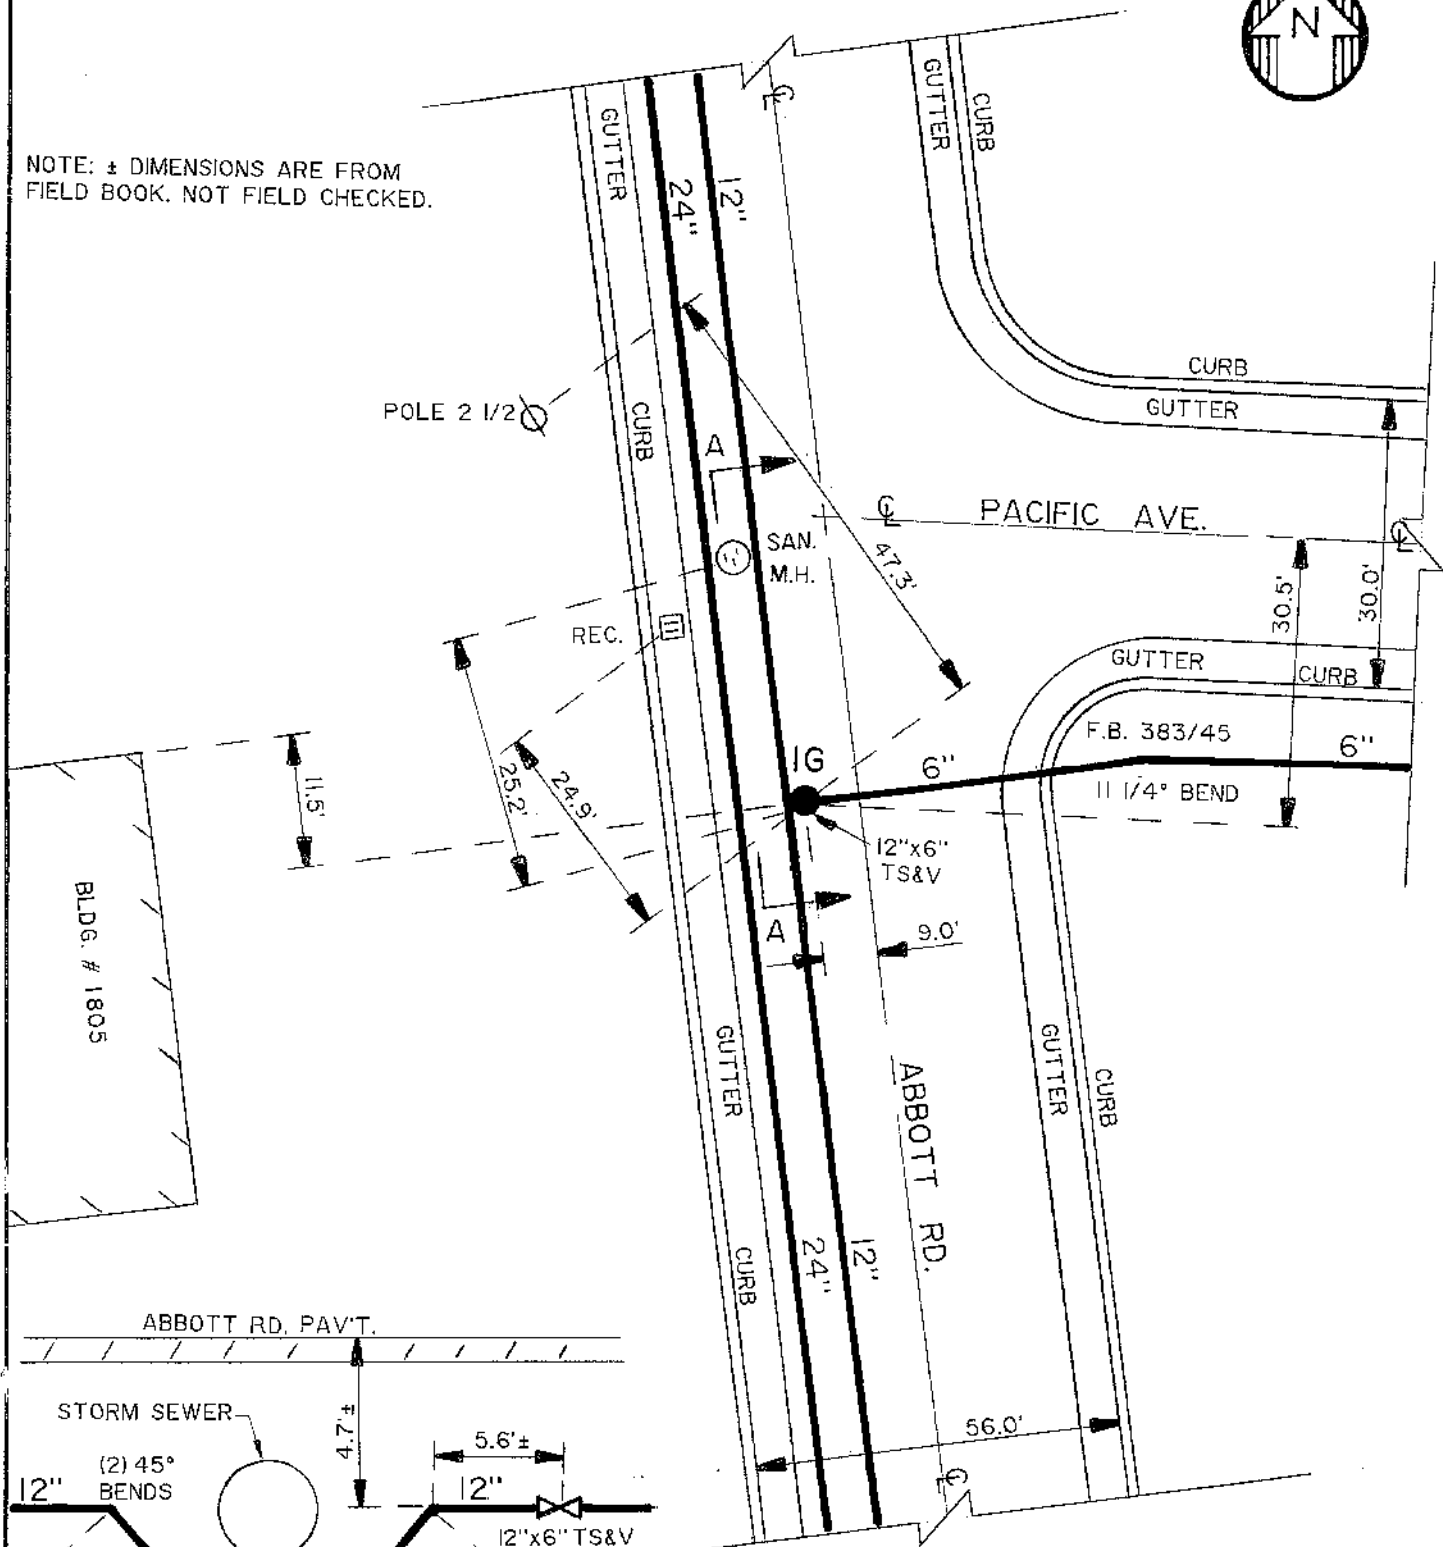 N
NOTE: ± DIMENSIONS ARE FROM
FIELD BOOK. NOT FIELD CHECKED.
GUTTER
24"
12"
℄
GUTTER
CURB
CURB
GUTTER
POLE 2 1/2
CURB
A
℄
PACIFIC AVE.
℄
SAN.
M.H.
47.3'
30.5'
30.0'
REC.
GUTTER
CURB
F.B. 383/45
11.5'
25.2'
24.9'
1G
6"
6"
11 1/4° BEND
12"x6"
TS&V
BLDG. # 1805
A
9.0'
GUTTER
ABBOTT RD.
GUTTER
CURB
CURB
24"
12"
56.0'
℄
ABBOTT RD. PAV'T.
STORM SEWER
4.7'±
5.6'±
12"
(2) 45°
BENDS
12"
12"x6" TS&V